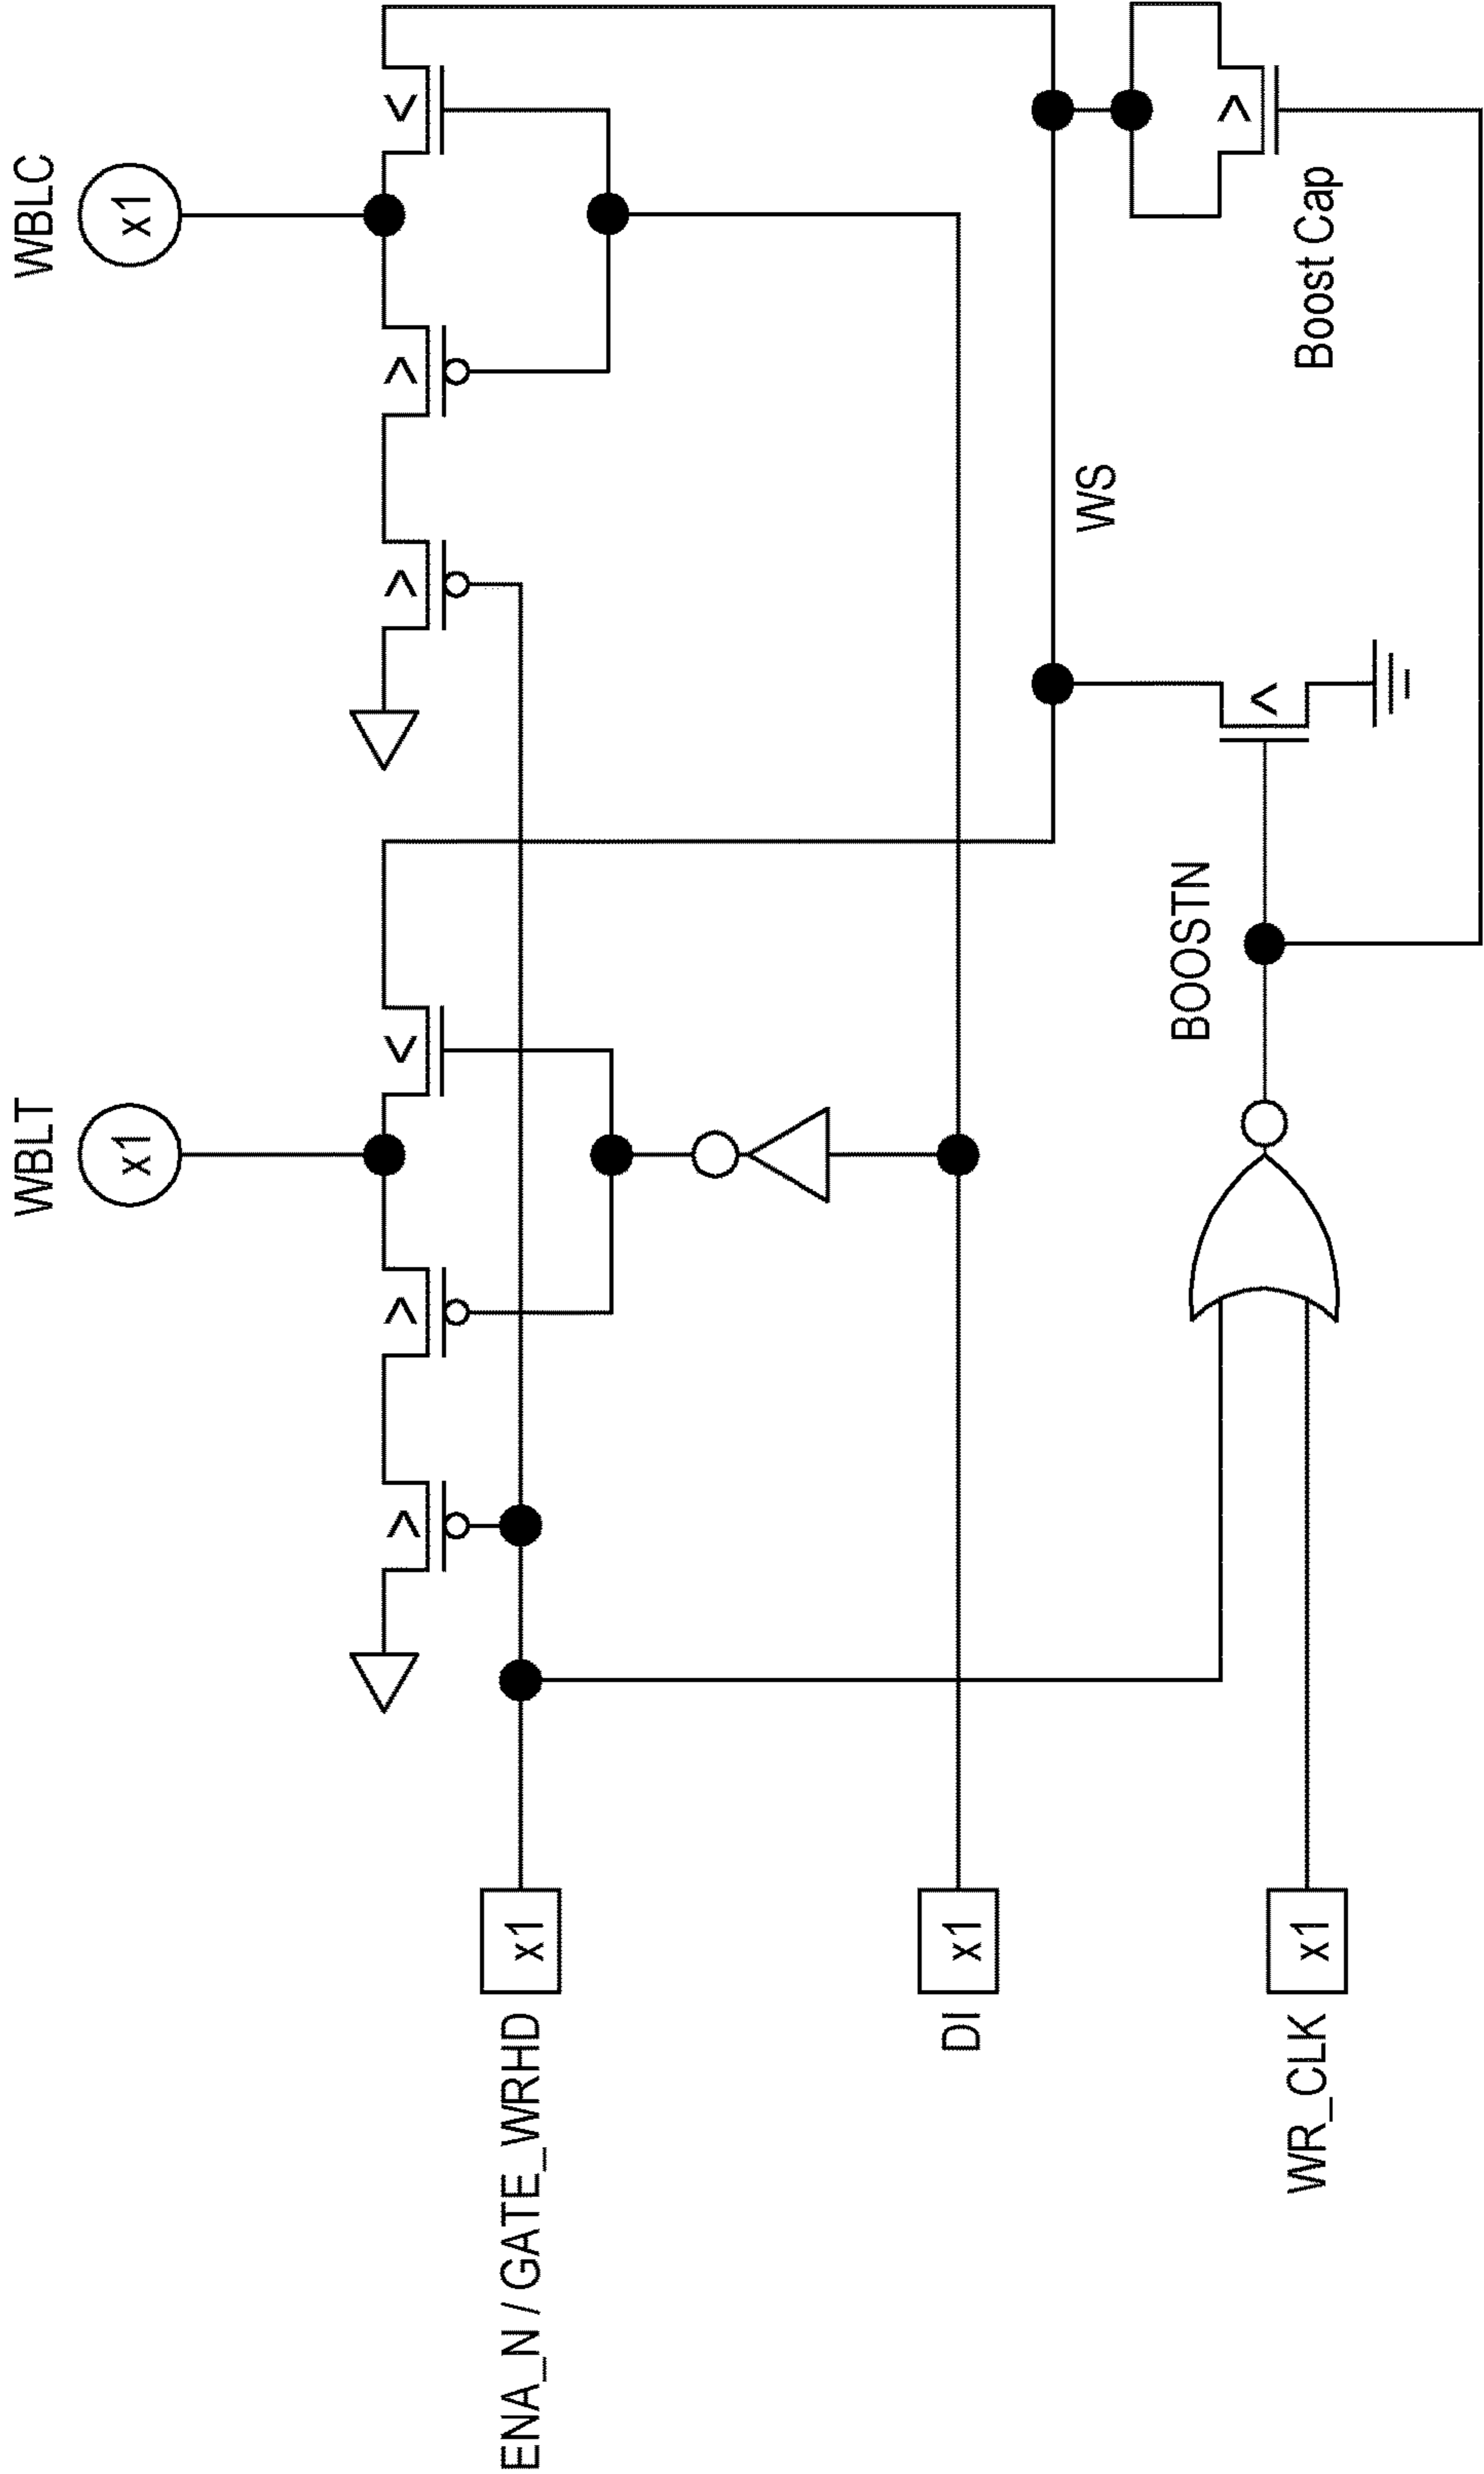 WBLT
x1
WBLC
x1
ENA_N / GATE_WRHD
x1
DI
x1
WS
WR_CLK
x1
BOOSTN
Boost Cap